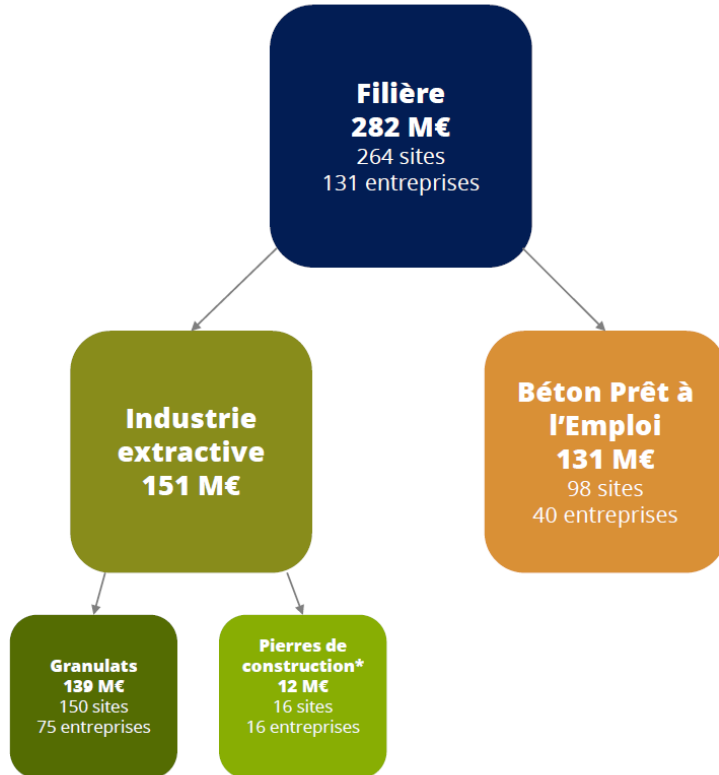 Filière
282 M€
264 sites
131 entreprises
Industrie
extractive
151 M€
Béton Prêt à
l’Emploi
131 M€
98 sites
40 entreprises
Granulats
139 M€
150 sites
75 entreprises
Pierres de
construction*
12 M€
16 sites
16 entreprises